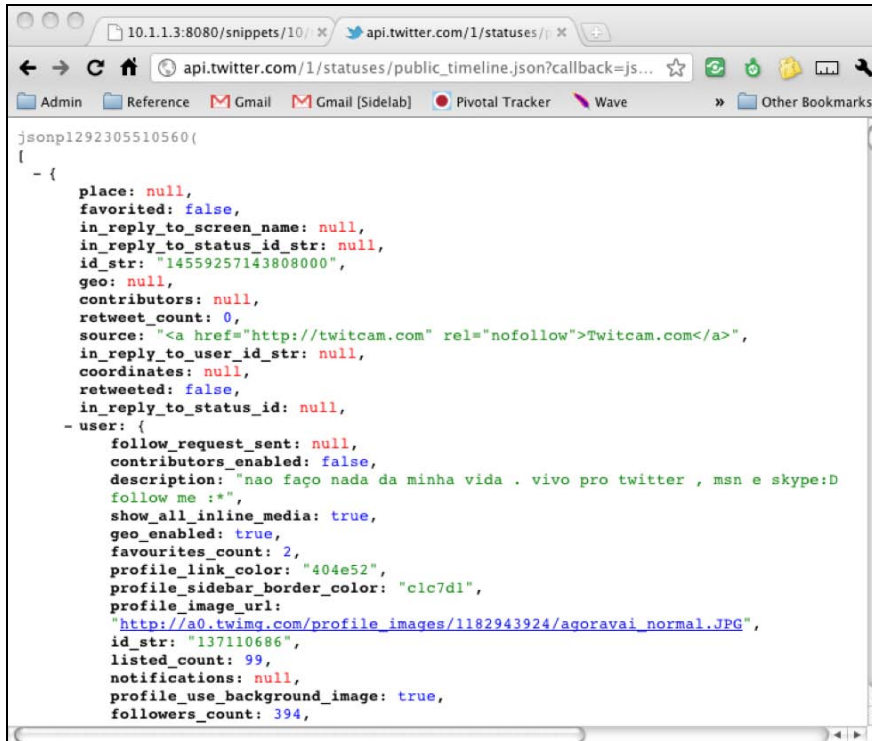 10.1.1.3:8080/snippets/10/
api.twitter.com/1/statuses/p
api.twitter.com/1/statuses/public_timeline.json?callback=js...
Admin Reference Gmail Gmail [Sidelab] Pivotal Tracker Wave » Other Bookmarks
jsonp1292305510560(
[
- {
place: null,
favorited: false,
in_reply_to_screen_name: null,
in_reply_to_status_id_str: null,
id_str: "14559257143808000",
geo: null,
contributors: null,
retweet_count: 0,
source: "<a href="http://twitcam.com" rel="nofollow">Twitcam.com</a>",
in_reply_to_user_id_str: null,
coordinates: null,
retweeted: false,
in_reply_to_status_id: null,
- user: {
follow_request_sent: null,
contributors_enabled: false,
description: "nao faço nada da minha vida . vivo pro twitter , msn e skype:D
follow me :*",
show_all_inline_media: true,
geo_enabled: true,
favourites_count: 2,
profile_link_color: "404e52",
profile_sidebar_border_color: "c1c7d1",
profile_image_url:
"http://a0.twimg.com/profile_images/1182943924/agoravai_normal.JPG",
id_str: "137110686",
listed_count: 99,
notifications: null,
profile_use_background_image: true,
followers_count: 394,